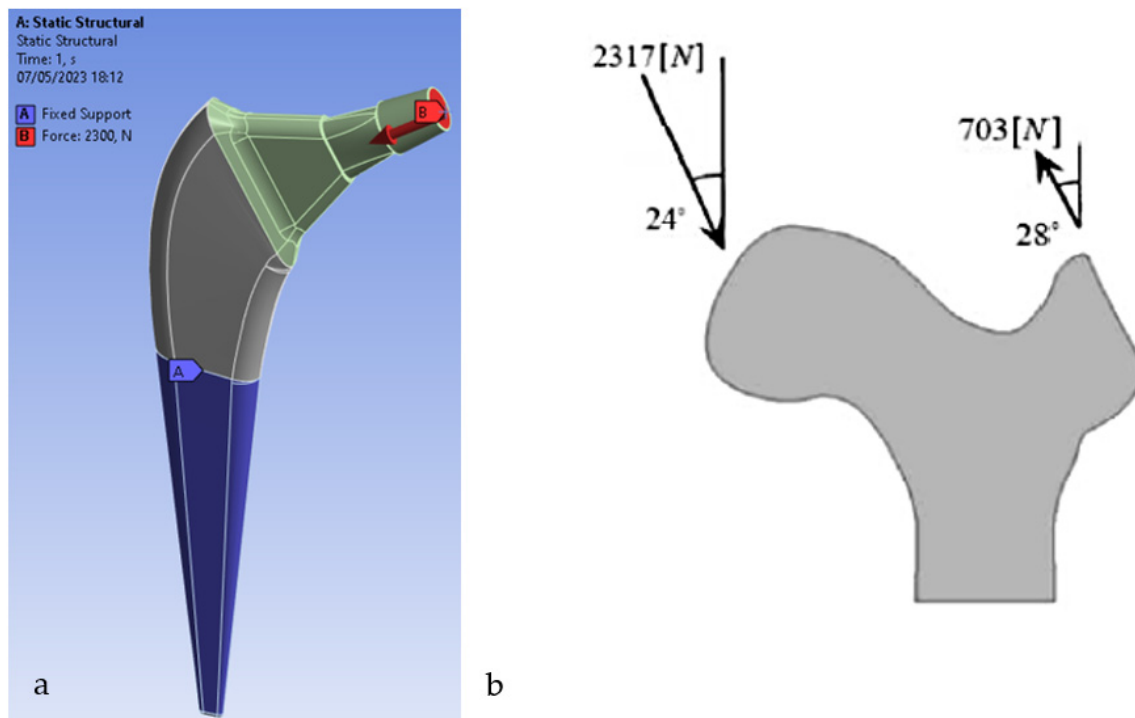 A: Static Structural
Static Structural
Time: 1, s
07/05/2023 18:12
A Fixed Support
B Force: 2300, N
B
A
a
2317[N]
24°
703[N]
28°
b